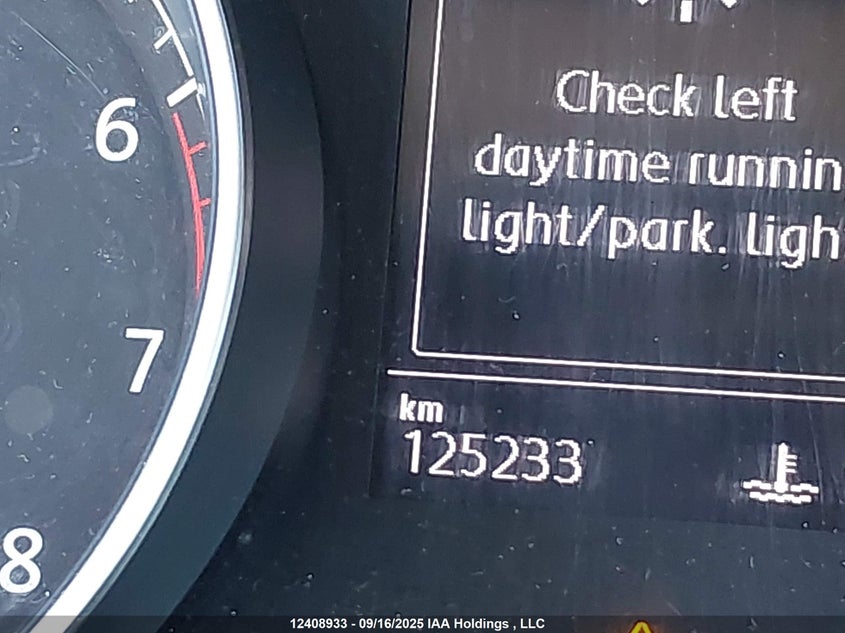 6
7
8
Check left
daytime runnin
light/park. ligh
km
125233
12408933 - 09/16/2025 IAA Holdings , LLC